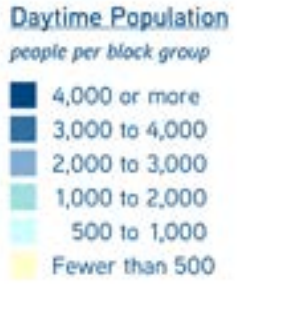 Daytime Population
people per block group
4,000 or more
3,000 to 4,000
2,000 to 3,000
1,000 to 2,000
500 to 1,000
Fewer than 500